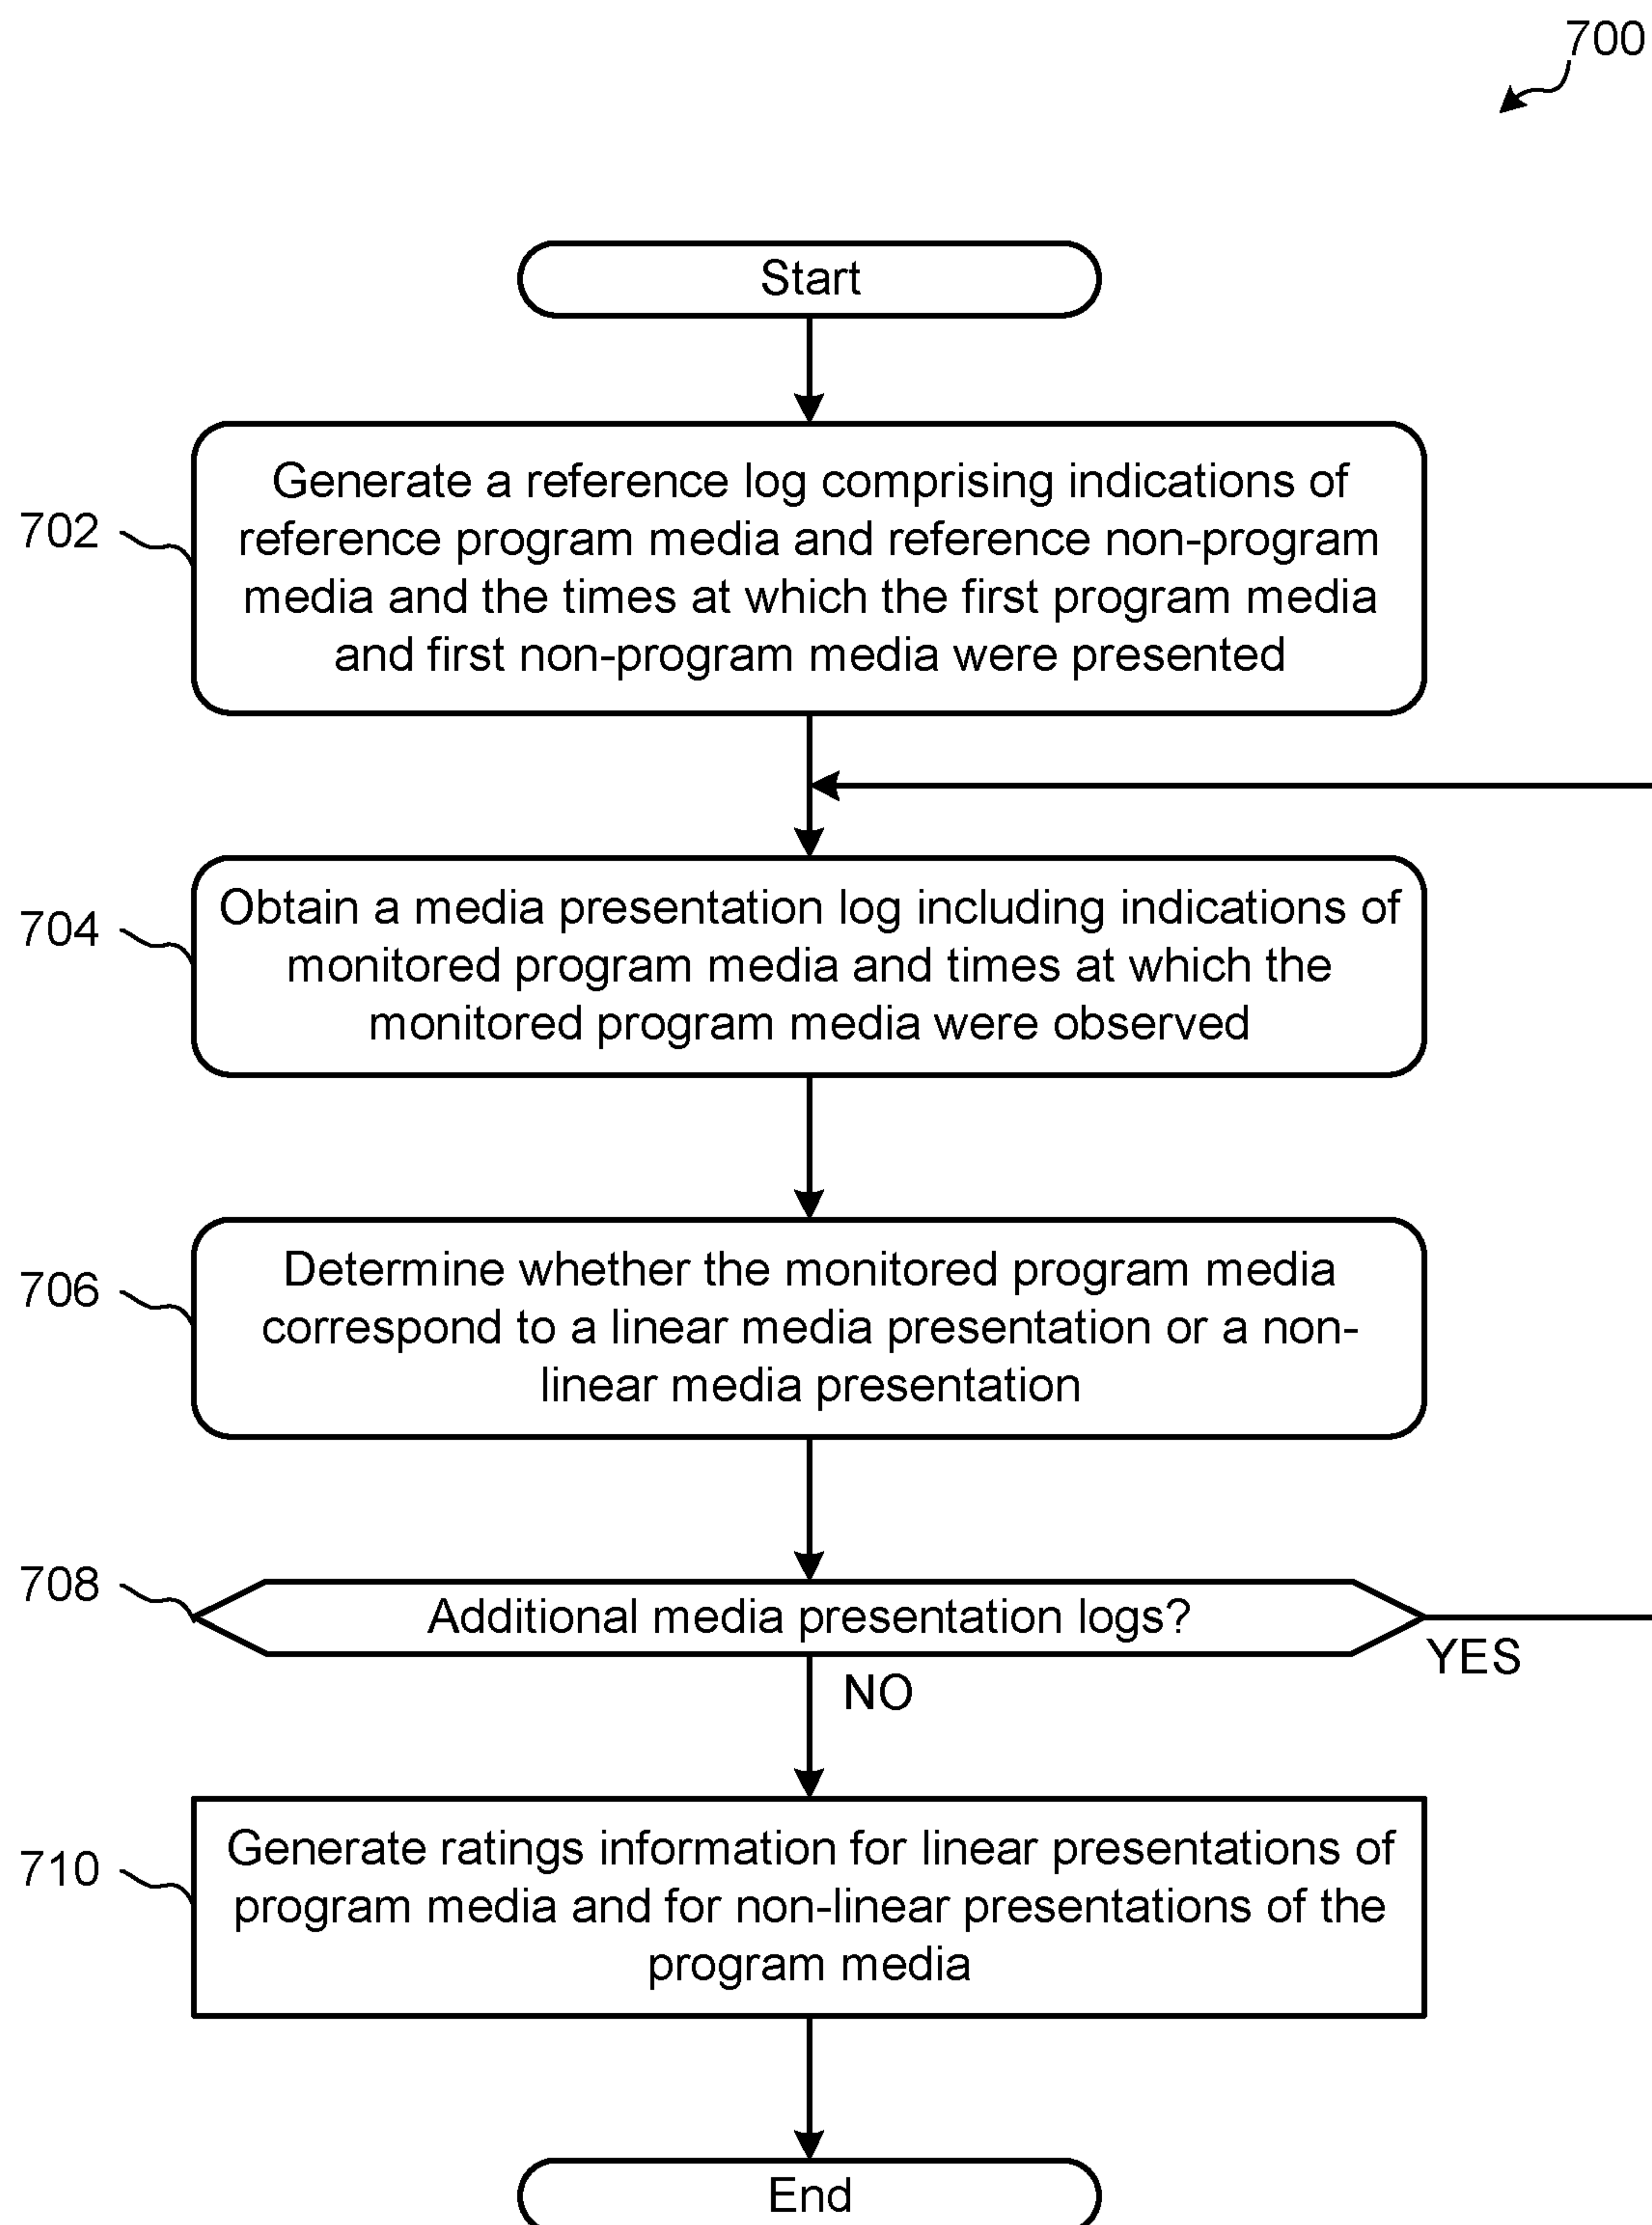 700
Start
702
Generate a reference log comprising indications of
reference program media and reference non-program
media and the times at which the first program media
and first non-program media were presented
704
Obtain a media presentation log including indications of
monitored program media and times at which the
monitored program media were observed
706
Determine whether the monitored program media
correspond to a linear media presentation or a non-
linear media presentation
708
Additional media presentation logs?
YES
NO
710
Generate ratings information for linear presentations of
program media and for non-linear presentations of the
program media
End